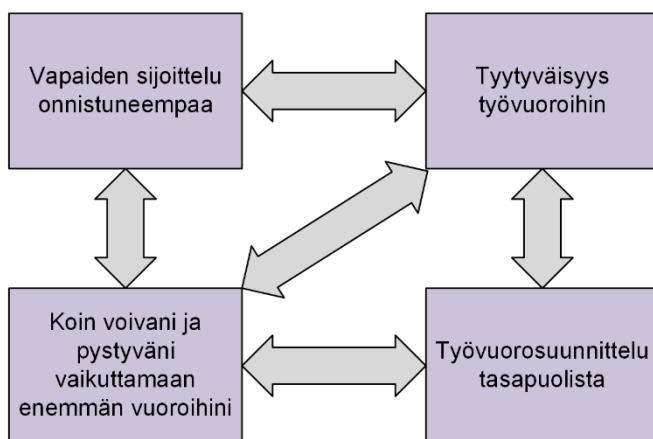 Vapaiden sijoittelu
onnistuneempaa
Tyytyväisyys
työvuoroihin
Koin voivani ja
pystyväni
vaikuttamaan
enemmän vuoroihini
Työvuorosuunnittelu
tasapuolista